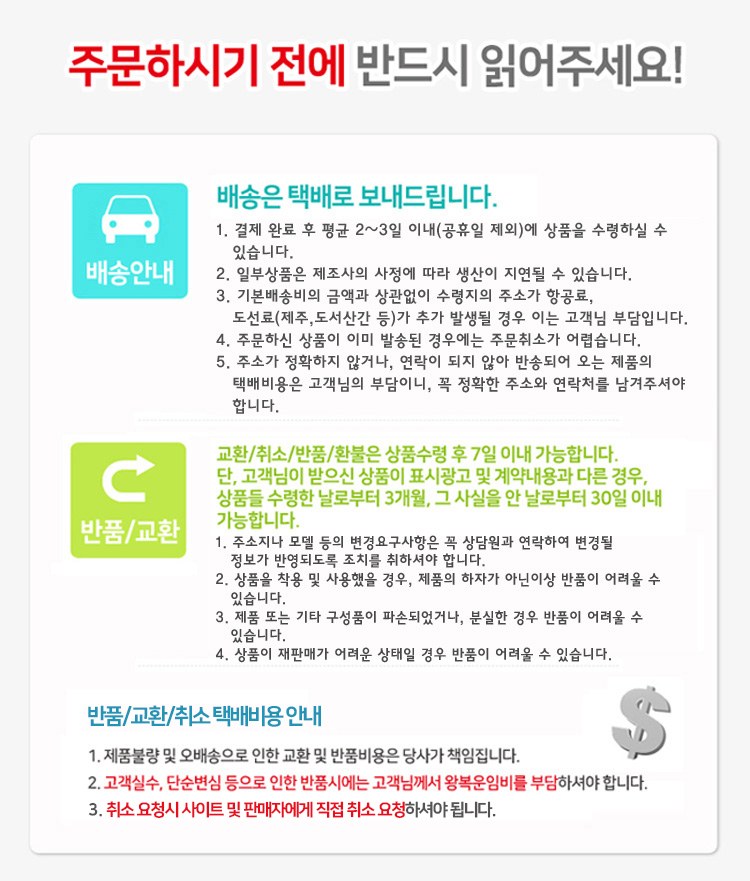 주문하시기 전에 반드시 읽어주세요!
배송안내
배송은 택배로 보내드립니다.
1. 결제 완료 후 평균 2~3일 이내(공휴일 제외)에 상품을 수령하실 수
있습니다.
2. 일부상품은 제조사의 사정에 따라 생산이 지연될 수 있습니다.
3. 기본배송비의 금액과 상관없이 수령지의 주소가 항공료,
도선료(제주,도서산간 등)가 추가 발생될 경우 이는 고객님 부담입니다.
4. 주문하신 상품이 이미 발송된 경우에는 주문취소가 어렵습니다.
5. 주소가 정확하지 않거나, 연락이 되지 않아 반송되어 오는 제품의
택배비용은 고객님의 부담이니, 꼭 정확한 주소와 연락처를 남겨주셔야
합니다.
반품/교환
교환/취소/반품/환불은 상품수령 후 7일 이내 가능합니다.
단, 고객님이 받으신 상품이 표시광고 및 계약내용과 다른 경우,
상품들 수령한 날로부터 3개월, 그 사실을 안 날로부터 30일 이내
가능합니다.
1. 주소지나 모델 등의 변경요구사항은 꼭 상담원과 연락하여 변경될
정보가 반영되도록 조치를 취하셔야 합니다.
2. 상품을 착용 및 사용했을 경우, 제품의 하자가 아닌이상 반품이 어려울 수
있습니다.
3. 제품 또는 기타 구성품이 파손되었거나, 분실한 경우 반품이 어려울 수
있습니다.
4. 상품이 재판매가 어려운 상태일 경우 반품이 어려울 수 있습니다.
반품/교환/취소 택배비용 안내
$
1. 제품불량 및 오배송으로 인한 교환 및 반품비용은 당사가 책임집니다.
2. 고객실수, 단순변심 등으로 인한 반품시에는 고객님께서 왕복운임비를 부담하셔야 합니다.
3. 취소 요청시 사이트 및 판매자에게 직접 취소 요청하셔야 됩니다.